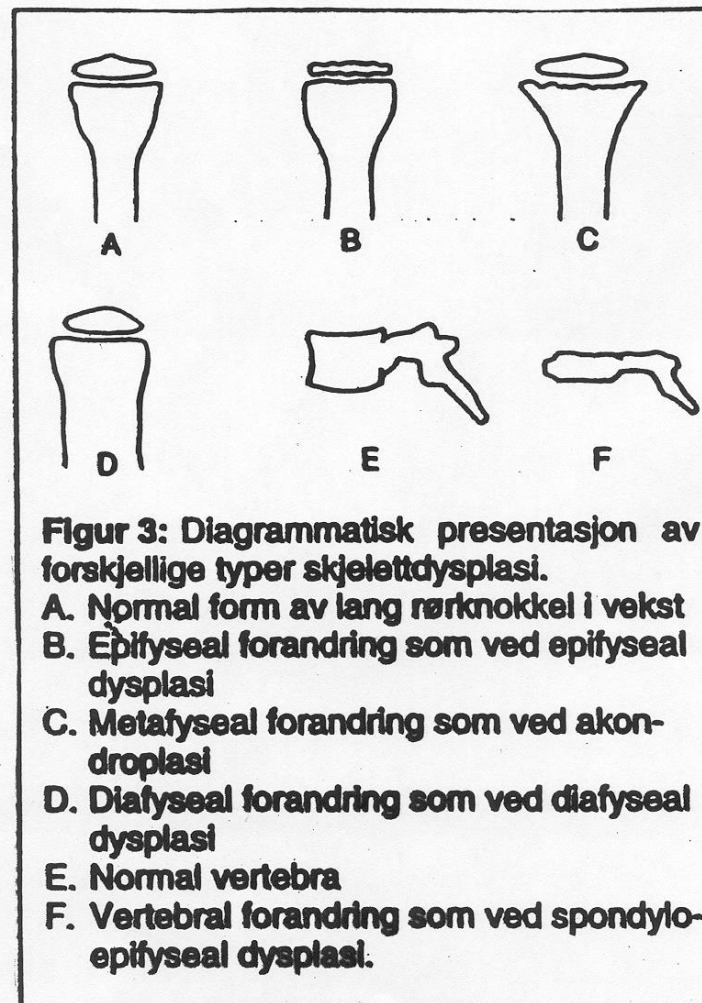 A B C
D E F
Figur 3: Diagrammatisk presentasjon av
forskjellige typer skjelettdysplasi.
A. Normal form av lang rørknokkel i vekst
B. Epifyseal forandring som ved epifyseal
dysplasi
C. Metafyseal forandring som ved akon-
droplasi
D. Diafyseal forandring som ved diafyseal
dysplasi
E. Normal vertebra
F. Vertebral forandring som ved spondylo-
epifyseal dysplasi.